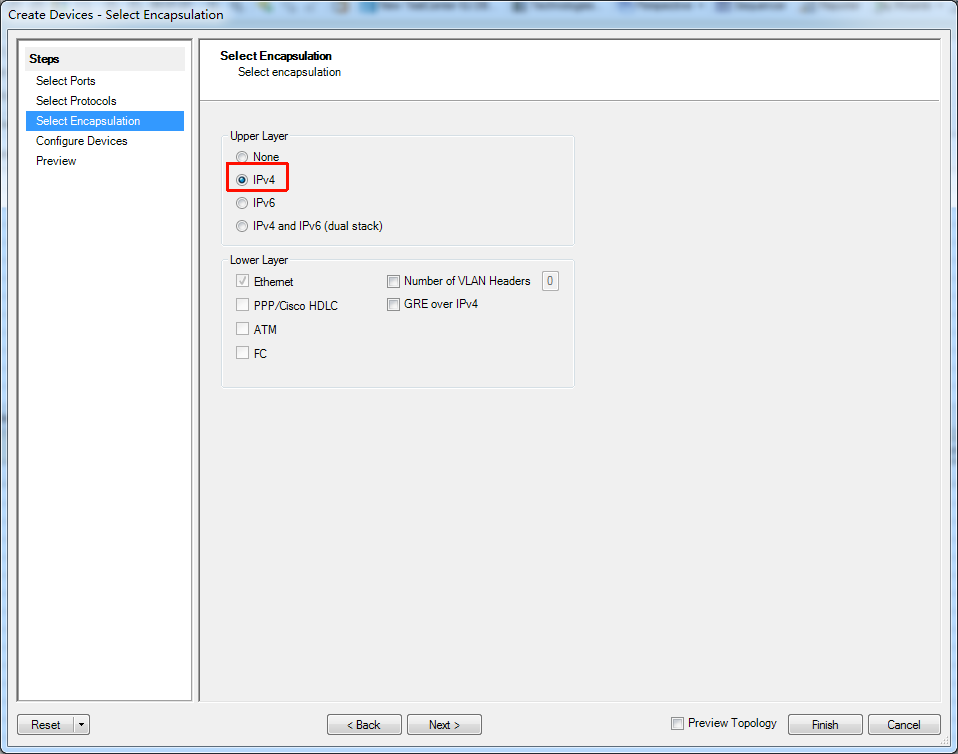 Create Devices - Select Encapsulation
Steps
Select Ports
Select Protocols
Select Encapsulation
Configure Devices
Preview
Select Encapsulation
Select encapsulation
Upper Layer
None
IPv4
IPv6
IPv4 and IPv6 (dual stack)
Lower Layer
Ethernet
Number of VLAN Headers 0
PPP/Cisco HDLC
GRE over IPv4
ATM
FC
Reset
< Back
Next >
Preview Topology
Finish
Cancel